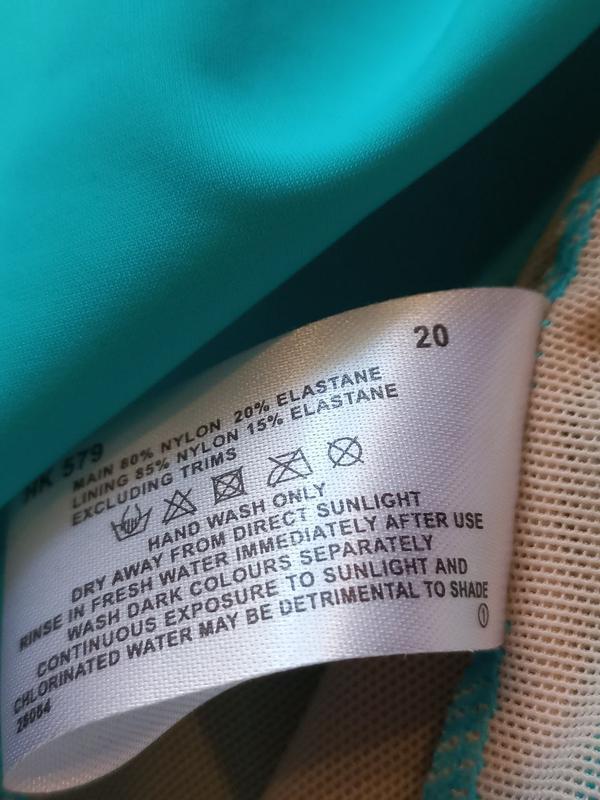 20
HK 579
MAIN 80% NYLON 20% ELASTANE
LINING 85% NYLON 15% ELASTANE
EXCLUDING TRIMS
HAND WASH ONLY
DRY AWAY FROM DIRECT SUNLIGHT
RINSE IN FRESH WATER IMMEDIATELY AFTER USE
WASH DARK COLOURS SEPARATELY
CONTINUOUS EXPOSURE TO SUNLIGHT AND
CHLORINATED WATER MAY BE DETRIMENTAL TO SHADE
28084
1